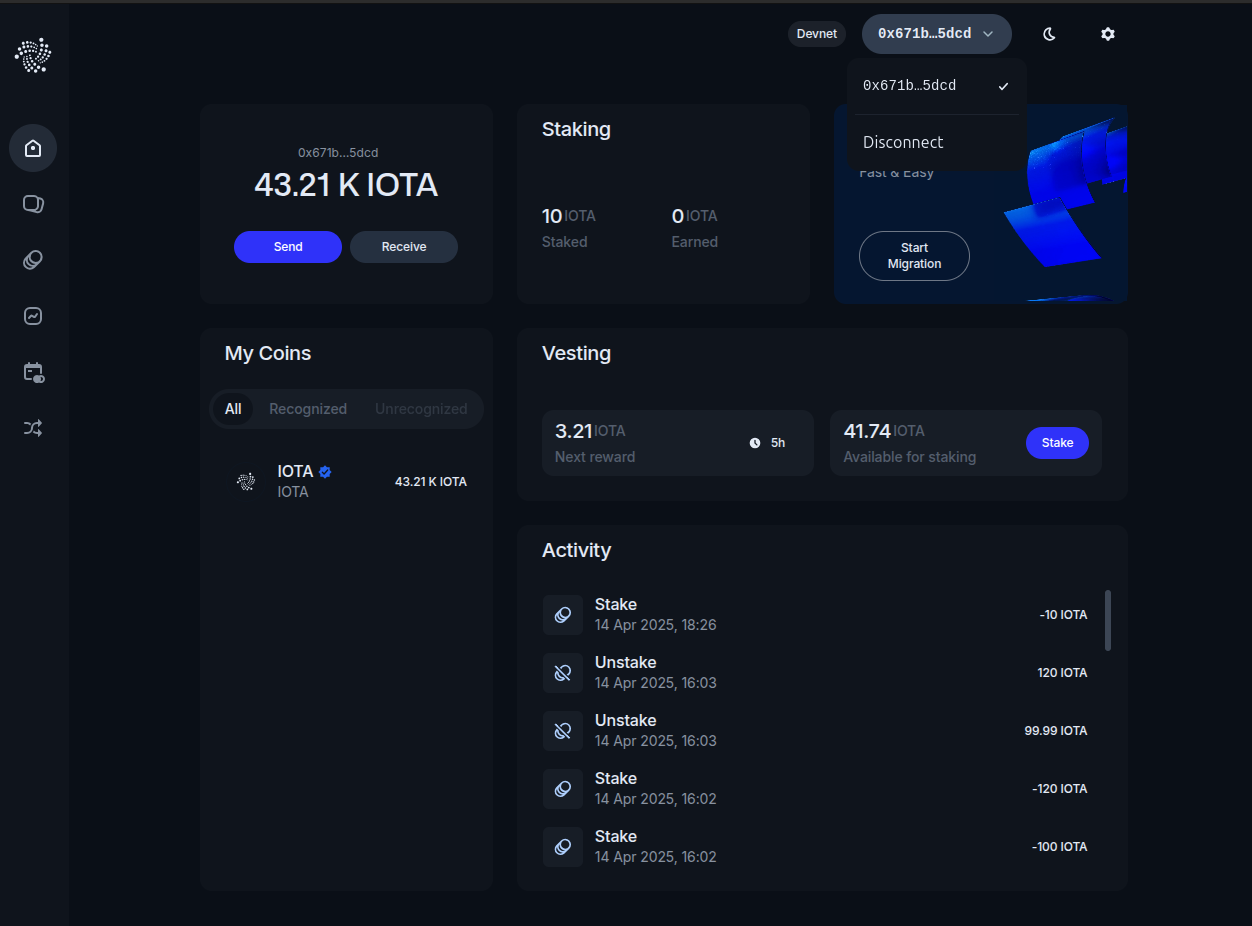 Devnet
0x671b…5dcd
0x671b…5dcd
Disconnect
0x671b…5dcd
43.21 K IOTA
Send
Receive
Staking
10 IOTA
Staked
0 IOTA
Earned
Fast & Easy
Start
Migration
My Coins
All
Recognized
Unrecognized
IOTA
IOTA
43.21 K IOTA
Vesting
3.21 IOTA
Next reward
5h
41.74 IOTA
Available for staking
Stake
Activity
Stake
14 Apr 2025, 18:26
-10 IOTA
Unstake
14 Apr 2025, 16:03
120 IOTA
Unstake
14 Apr 2025, 16:03
99.99 IOTA
Stake
14 Apr 2025, 16:02
-120 IOTA
Stake
14 Apr 2025, 16:02
-100 IOTA